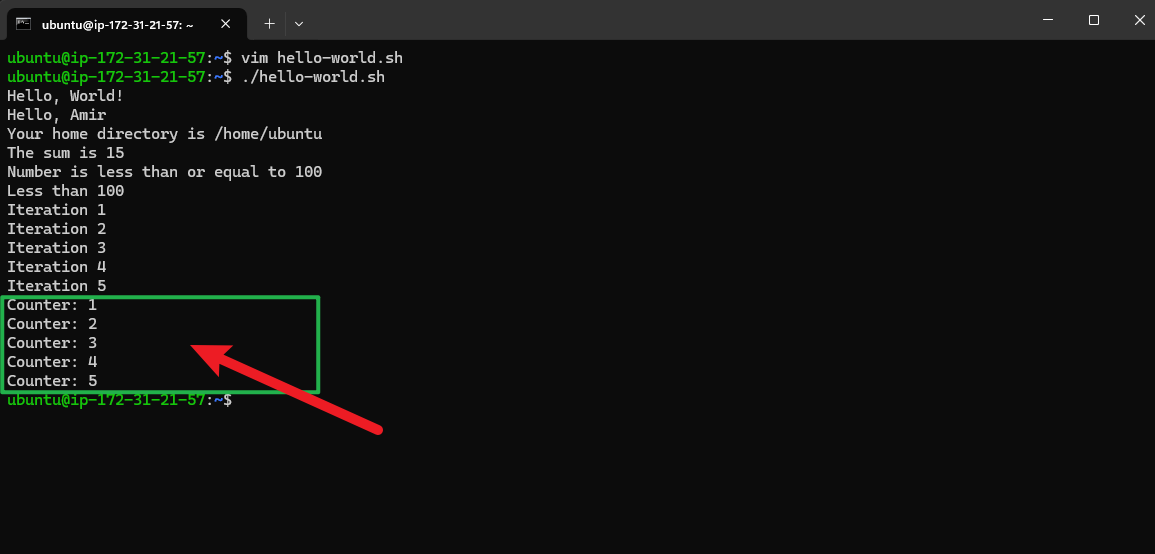 ubuntu@ip-172-31-21-57: ~
ubuntu@ip-172-31-21-57:~$ vim hello-world.sh
ubuntu@ip-172-31-21-57:~$ ./hello-world.sh
Hello, World!
Hello, Amir
Your home directory is /home/ubuntu
The sum is 15
Number is less than or equal to 100
Less than 100
Iteration 1
Iteration 2
Iteration 3
Iteration 4
Iteration 5
Counter: 1
Counter: 2
Counter: 3
Counter: 4
Counter: 5
ubuntu@ip-172-31-21-57:~$